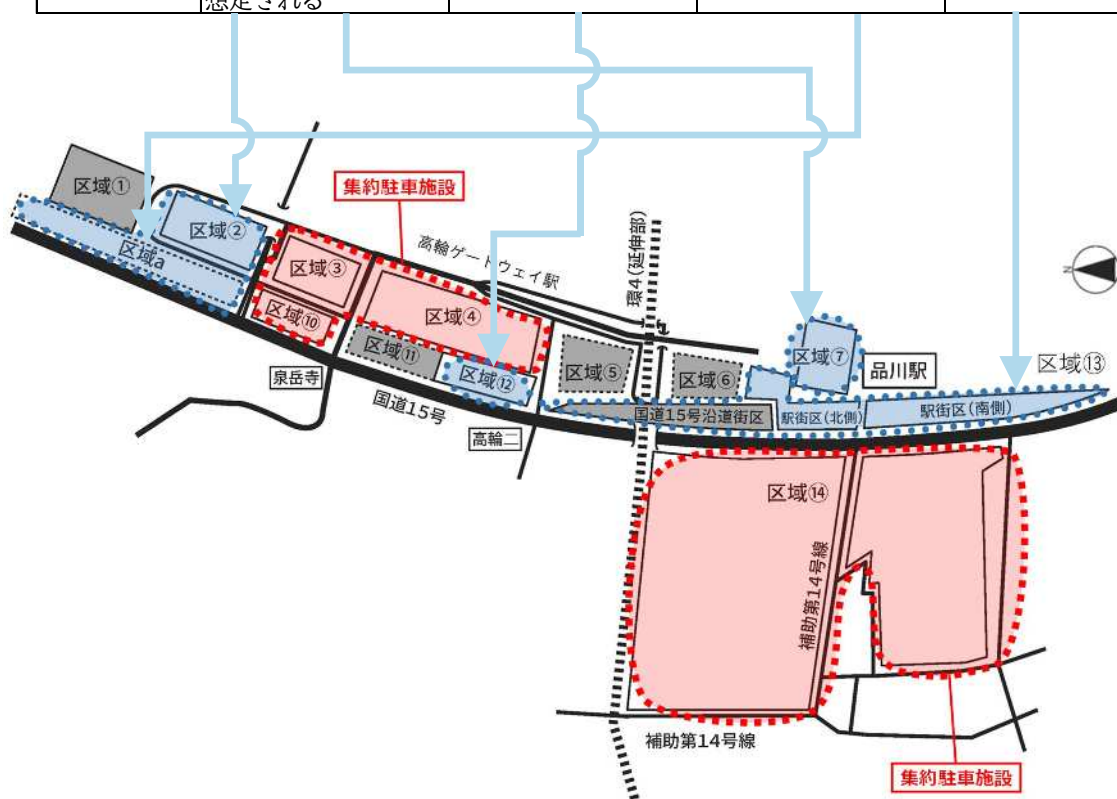 想定される
区域①
区域②
区域a
集約駐車施設
区域③
区域⑩
高輪ゲートウェイ駅
区域④
環4(延伸部)
N
区域⑪
区域⑫
区域⑤
区域⑥
区域⑦
品川駅
区域⑬
泉岳寺
国道15号
国道15号沿道街区
駅街区(北側)
駅街区(南側)
高輪二
区域⑭
補助第14号線
補助第14号線
集約駐車施設